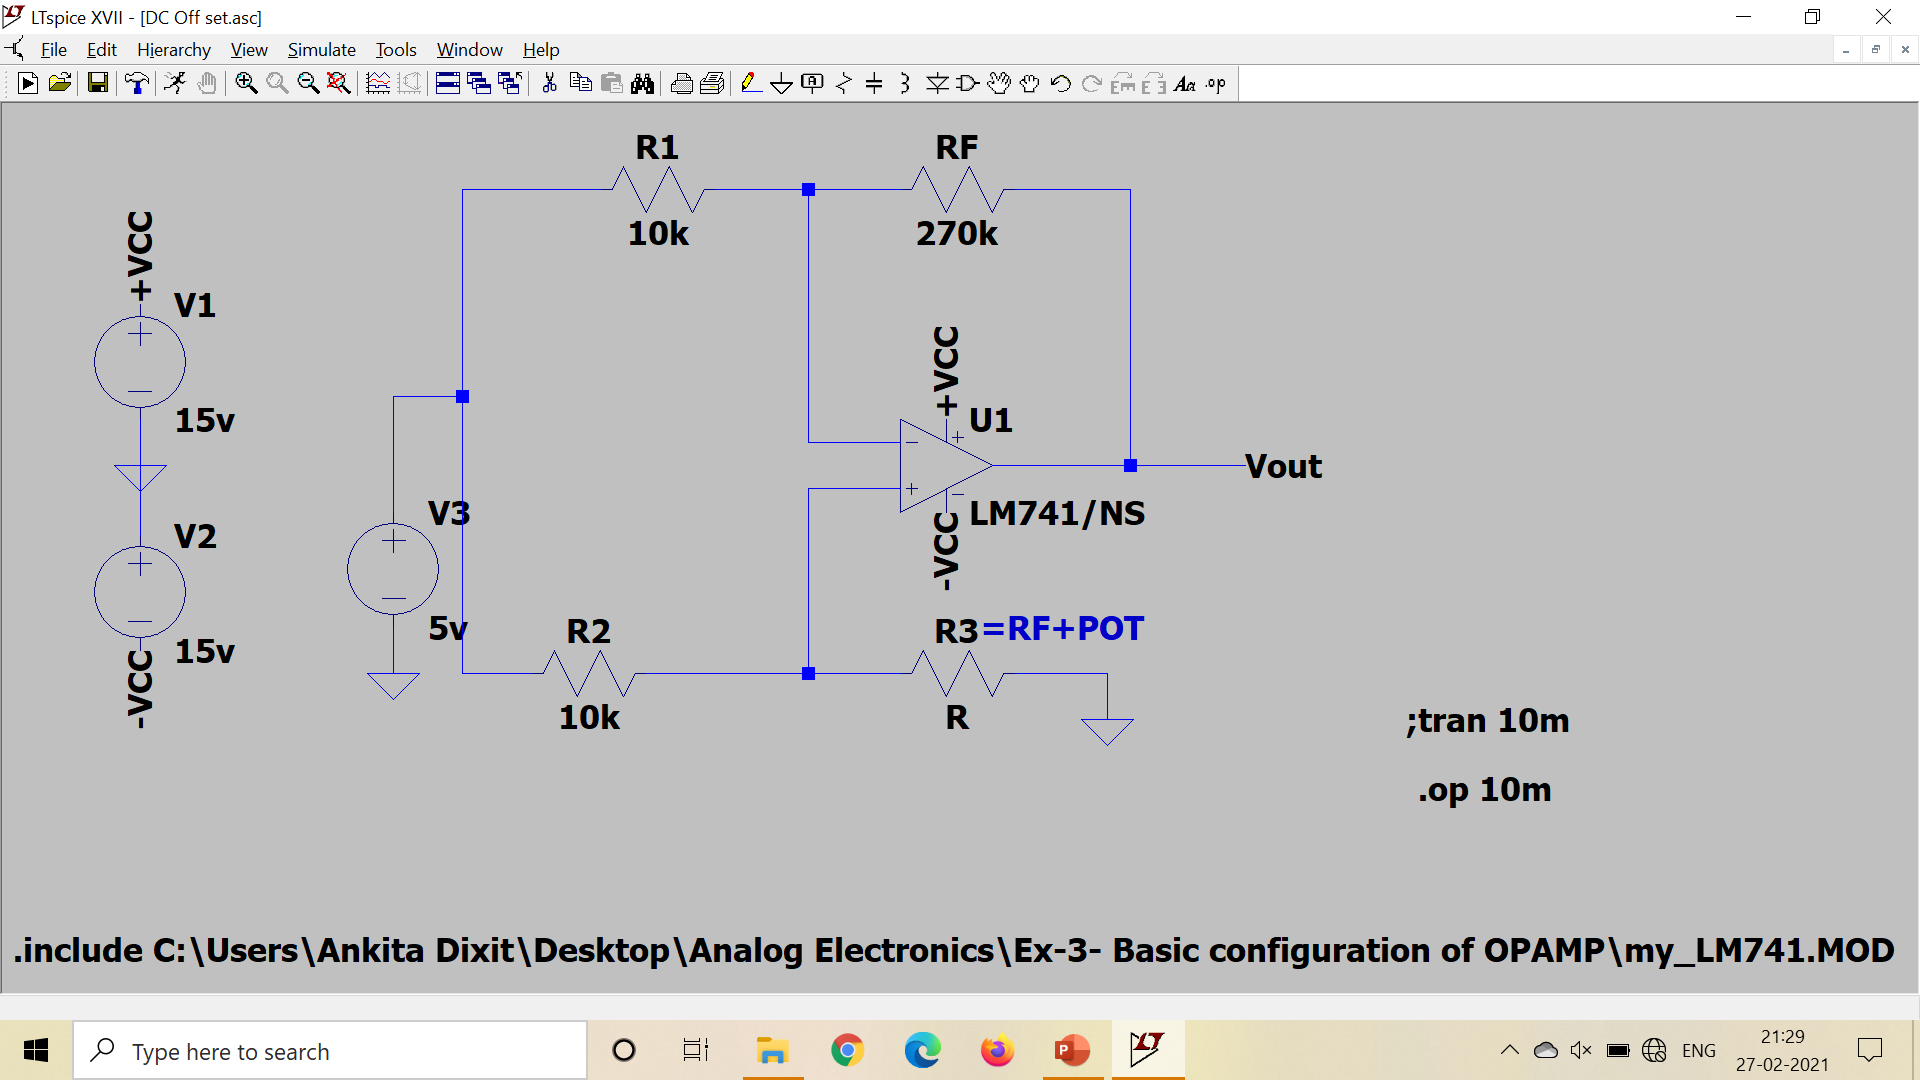 LTspice XVII - [DC Off set.asc]
File Edit Hierarchy View Simulate Tools Window Help
.op
R1
10k
RF
270k
+VCC
V1
15v
V2
15v
-VCC
V3
5v
+VCC
U1
LM741/NS
-VCC
Vout
R2
10k
R3=RF+POT
R
;tran 10m
.op 10m
.include C:\Users\Ankita Dixit\Desktop\Analog Electronics\Ex-3- Basic configuration of OPAMP\my_LM741.MOD
Type here to search
ENG
21:29
27-02-2021